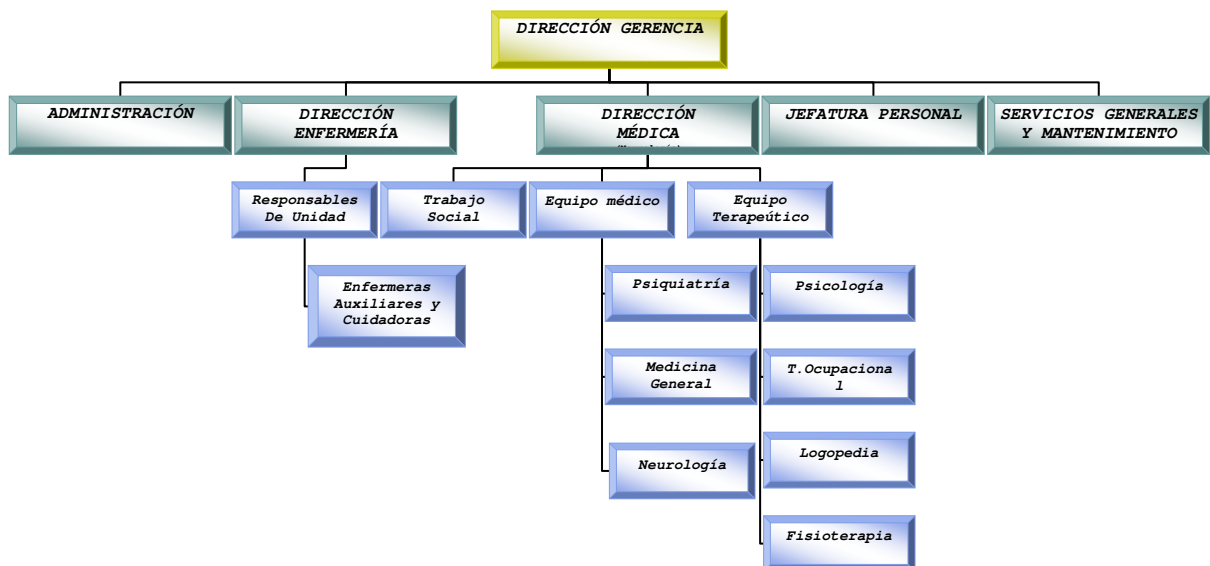 DIRECCIÓN GERENCIA
ADMINISTRACIÓN
DIRECCIÓN
ENFERMERÍA
DIRECCIÓN
MÉDICA
JEFATURA PERSONAL
SERVICIOS GENERALES
Y MANTENIMIENTO
Responsables
De Unidad
Trabajo
Social
Equipo médico
Equipo
Terapeútico
Enfermeras
Auxiliares y
Cuidadoras
Psiquiatría
Psicología
Medicina
General
T.Ocupaciona
l
Neurología
Logopedia
Fisioterapia